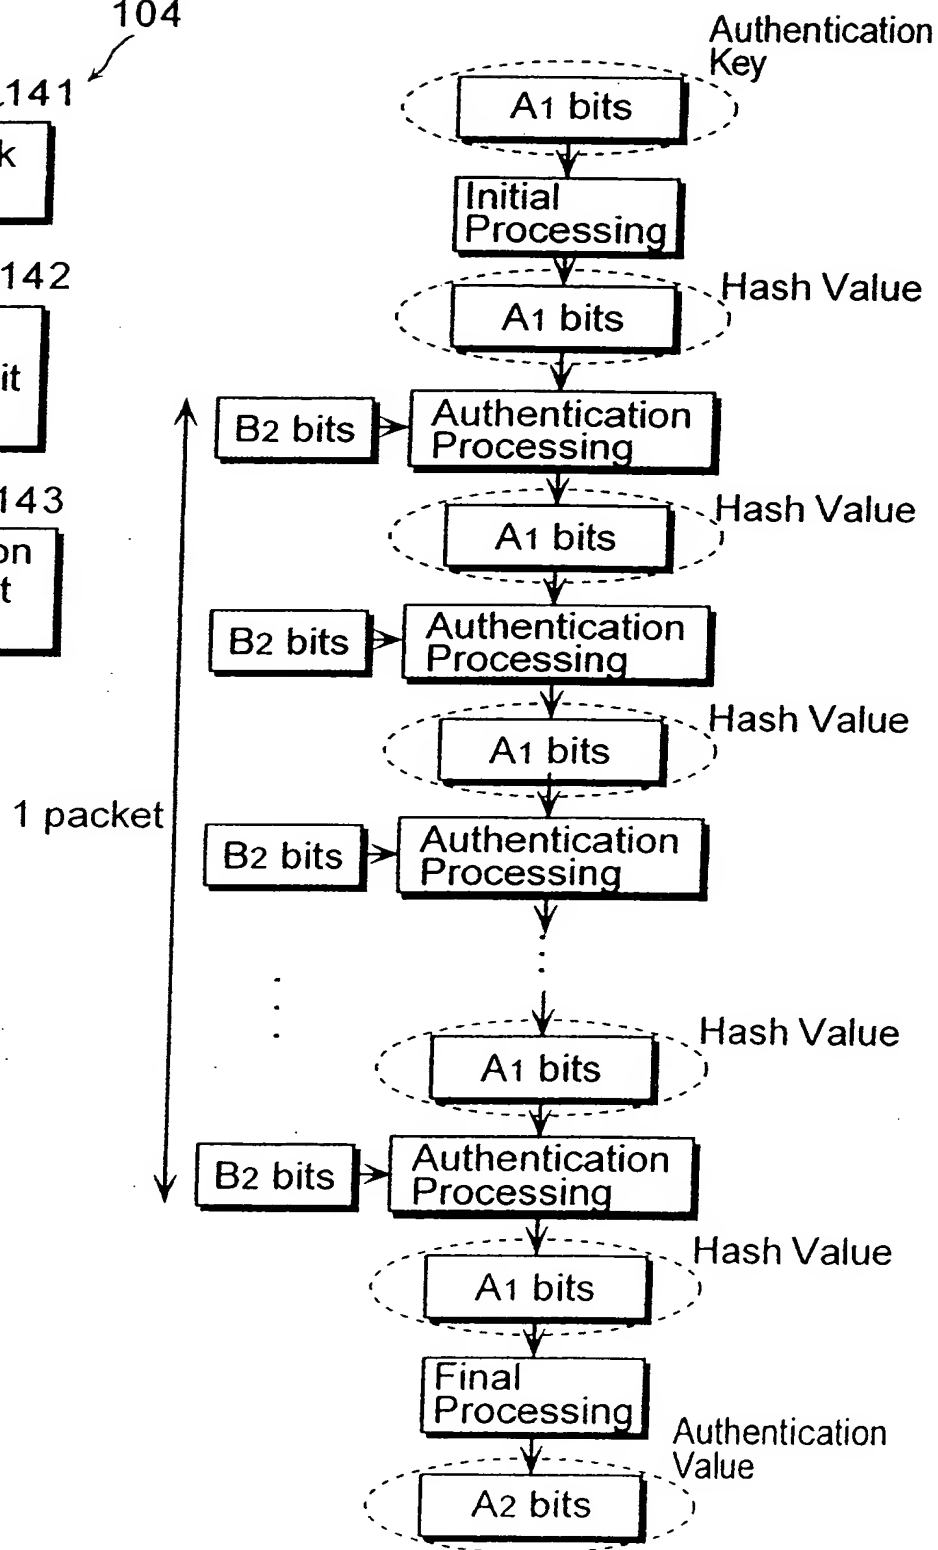 104
141
k
142
it
143
on
t
Authentication
Key
A1 bits
Initial
Processing
Hash Value
A1 bits
B2 bits
Authentication
Processing
Hash Value
A1 bits
B2 bits
Authentication
Processing
Hash Value
A1 bits
1 packet
B2 bits
Authentication
Processing
Hash Value
A1 bits
B2 bits
Authentication
Processing
Hash Value
A1 bits
Final
Processing
Authentication
Value
A2 bits